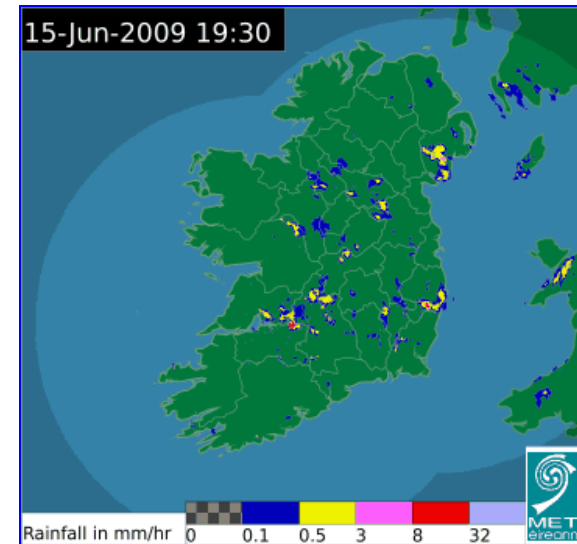 15-Jun-2009 19:30
Rainfall in mm/hr 0 0.1 0.5 3 8 32
MET
éireann